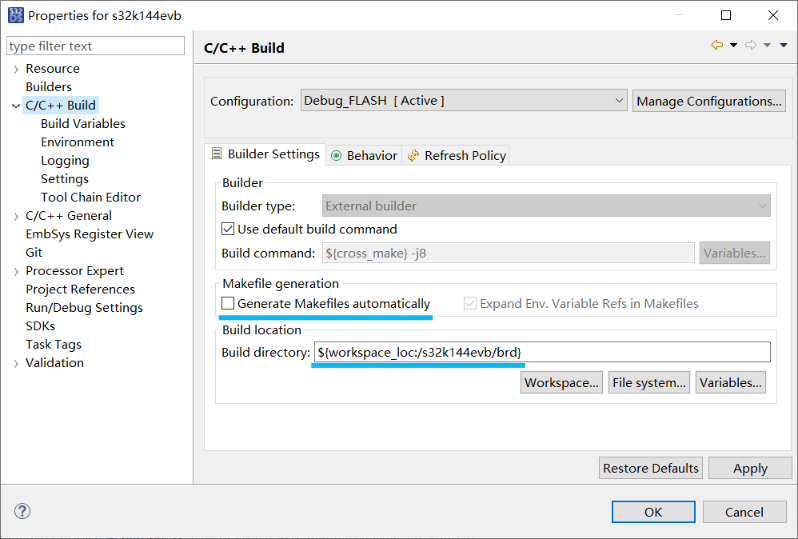 Properties for s32k144evb
type filter text
Resource
Builders
C/C++ Build
Build Variables
Environment
Logging
Settings
Tool Chain Editor
C/C++ General
EmbSys Register View
Git
Processor Expert
Project References
Run/Debug Settings
SDKs
Task Tags
Validation
C/C++ Build
Configuration: Debug_FLASH [ Active ] Manage Configurations...
Builder Settings Behavior Refresh Policy
Builder
Builder type: External builder
Use default build command
Build command: ${cross_make} -j8 Variables...
Makefile generation
Generate Makefiles automatically Expand Env. Variable Refs in Makefiles
Build location
Build directory: ${workspace_loc:/s32k144evb/brd}
Workspace... File system... Variables...
Restore Defaults Apply
OK Cancel